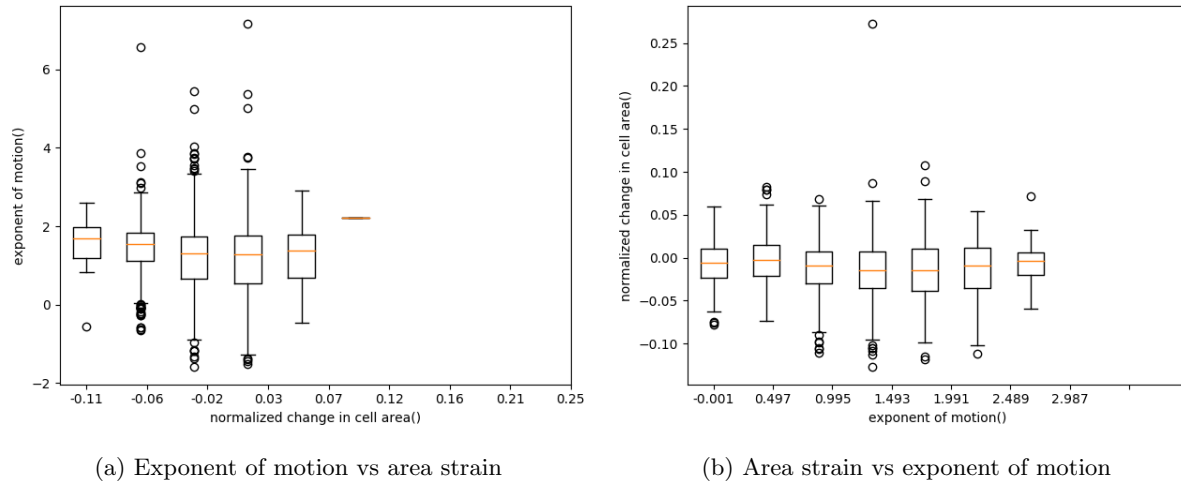 exponent of motion()
6
4
2
0
−2
-0.11 -0.06 -0.02 0.03 0.07 0.12 0.16 0.21 0.25
normalized change in cell area()
(a) Exponent of motion vs area strain
normalized change in cell area()
0.25
0.20
0.15
0.10
0.05
0.00
−0.05
−0.10
-0.001 0.497 0.995 1.493 1.991 2.489 2.987
exponent of motion()
(b) Area strain vs exponent of motion